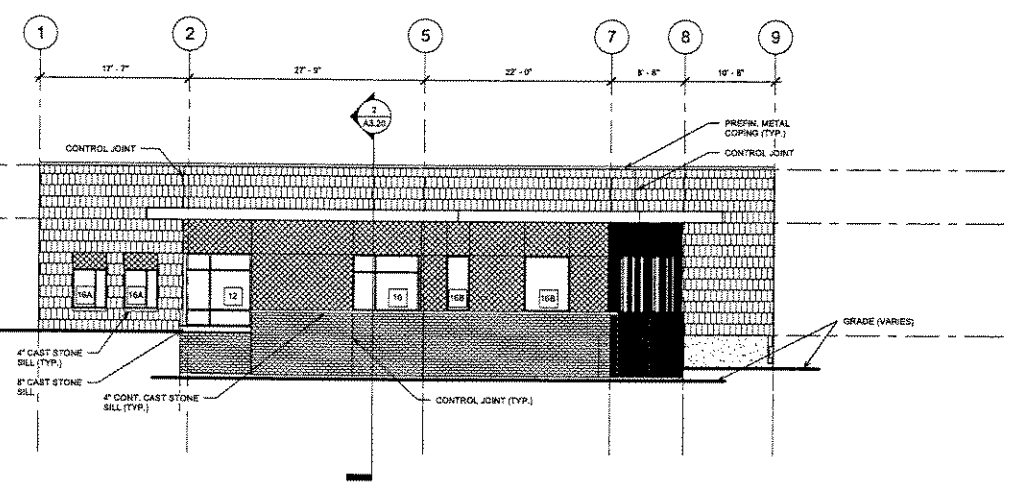 1
2
5
7
8
9
17' - 7"
27' - 9"
22' - 0"
8' - 8"
10' - 8"
2
A3.20
PREFIN. METAL
COPING (TYP.)
CONTROL JOINT
CONTROL JOINT
16A
16A
12
10
16B
16B
GRADE (VARIES)
4" CAST STONE
SILL (TYP.)
8" CAST STONE
SILL
4" CONT. CAST STONE
SILL (TYP.)
CONTROL JOINT (TYP.)